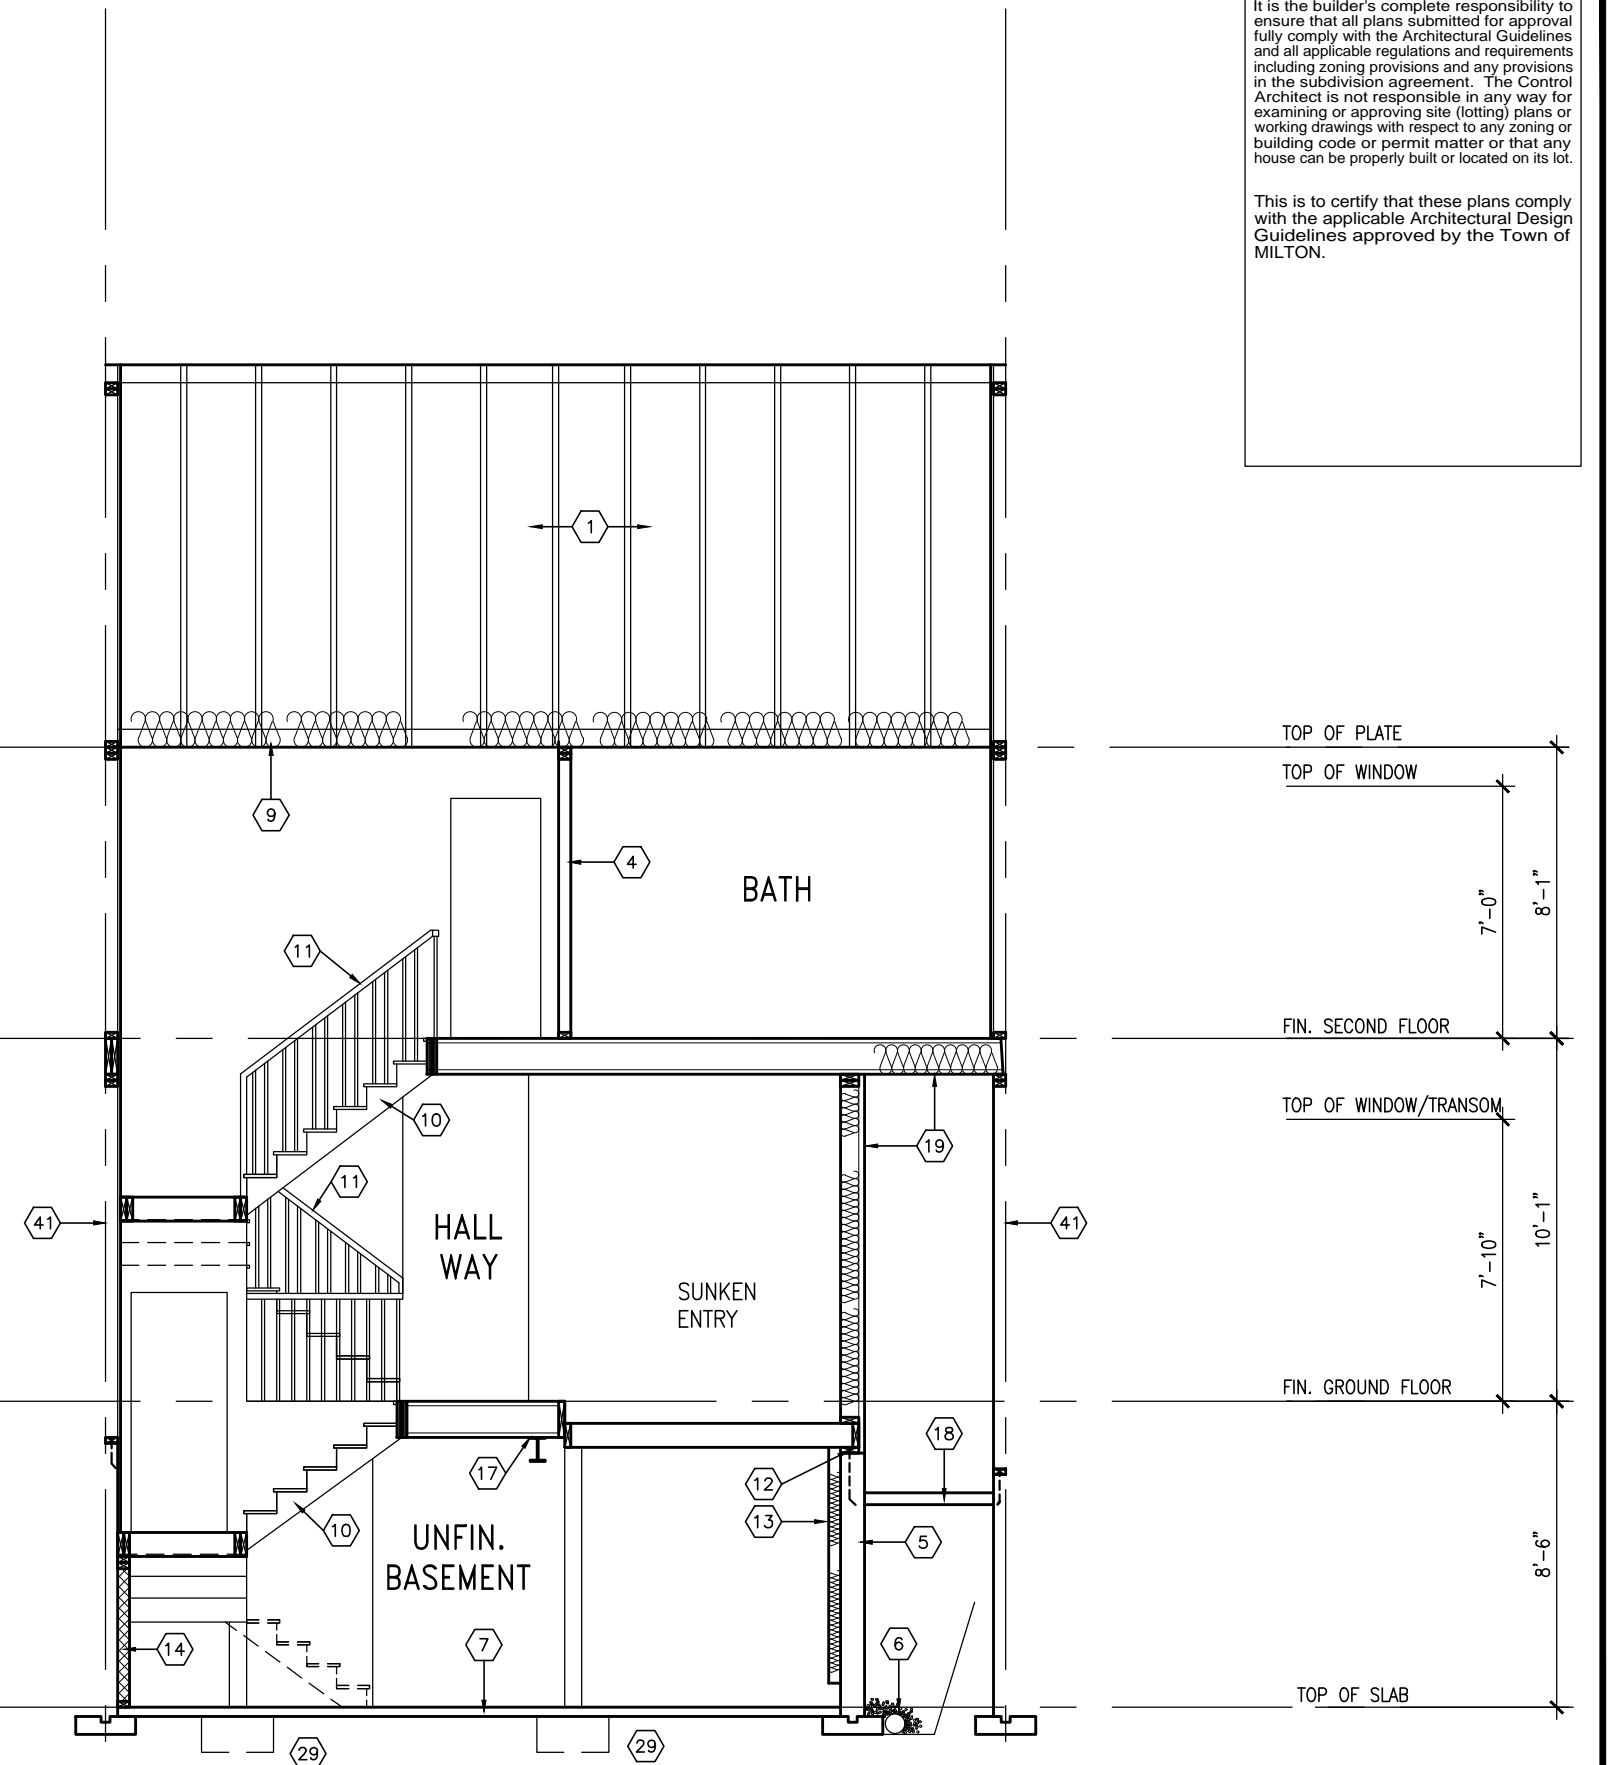 It is the builder's complete responsibility to
ensure that all plans submitted for approval
fully comply with the Architectural Guidelines
and all applicable regulations and requirements
including zoning provisions and any provisions
in the subdivision agreement. The Control
Architect is not responsible in any way for
examining or approving site (lotting) plans or
working drawings with respect to any zoning or
building code or permit matter or that any
house can be properly built or located on its lot.
This is to certify that these plans comply
with the applicable Architectural Design
Guidelines approved by the Town of
MILTON.
1
TOP OF PLATE
TOP OF WINDOW
9
4
BATH
7'-0"
8'-1"
11
FIN. SECOND FLOOR
TOP OF WINDOW/TRANSOM
10
19
11
41
HALL
WAY
41
7'-10"
10'-1"
SUNKEN
ENTRY
FIN. GROUND FLOOR
18
17
12
13
10
UNFIN.
BASEMENT
5
8'-6"
14
7
6
TOP OF SLAB
29
29